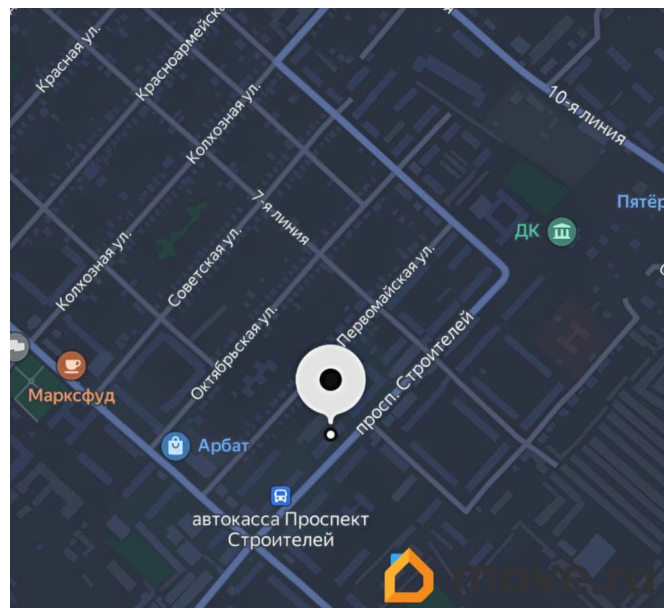 Красная ул.
Красноармейска
Колхозная ул.
10-я линия
Пятёр
7-я линия
ДК
Советская ул.
Колхозная ул.
Первомайская ул.
Октябрьская ул.
просп. Строителей
Марксфуд
Арбат
автокасса Проспект
Строителей
move.ru